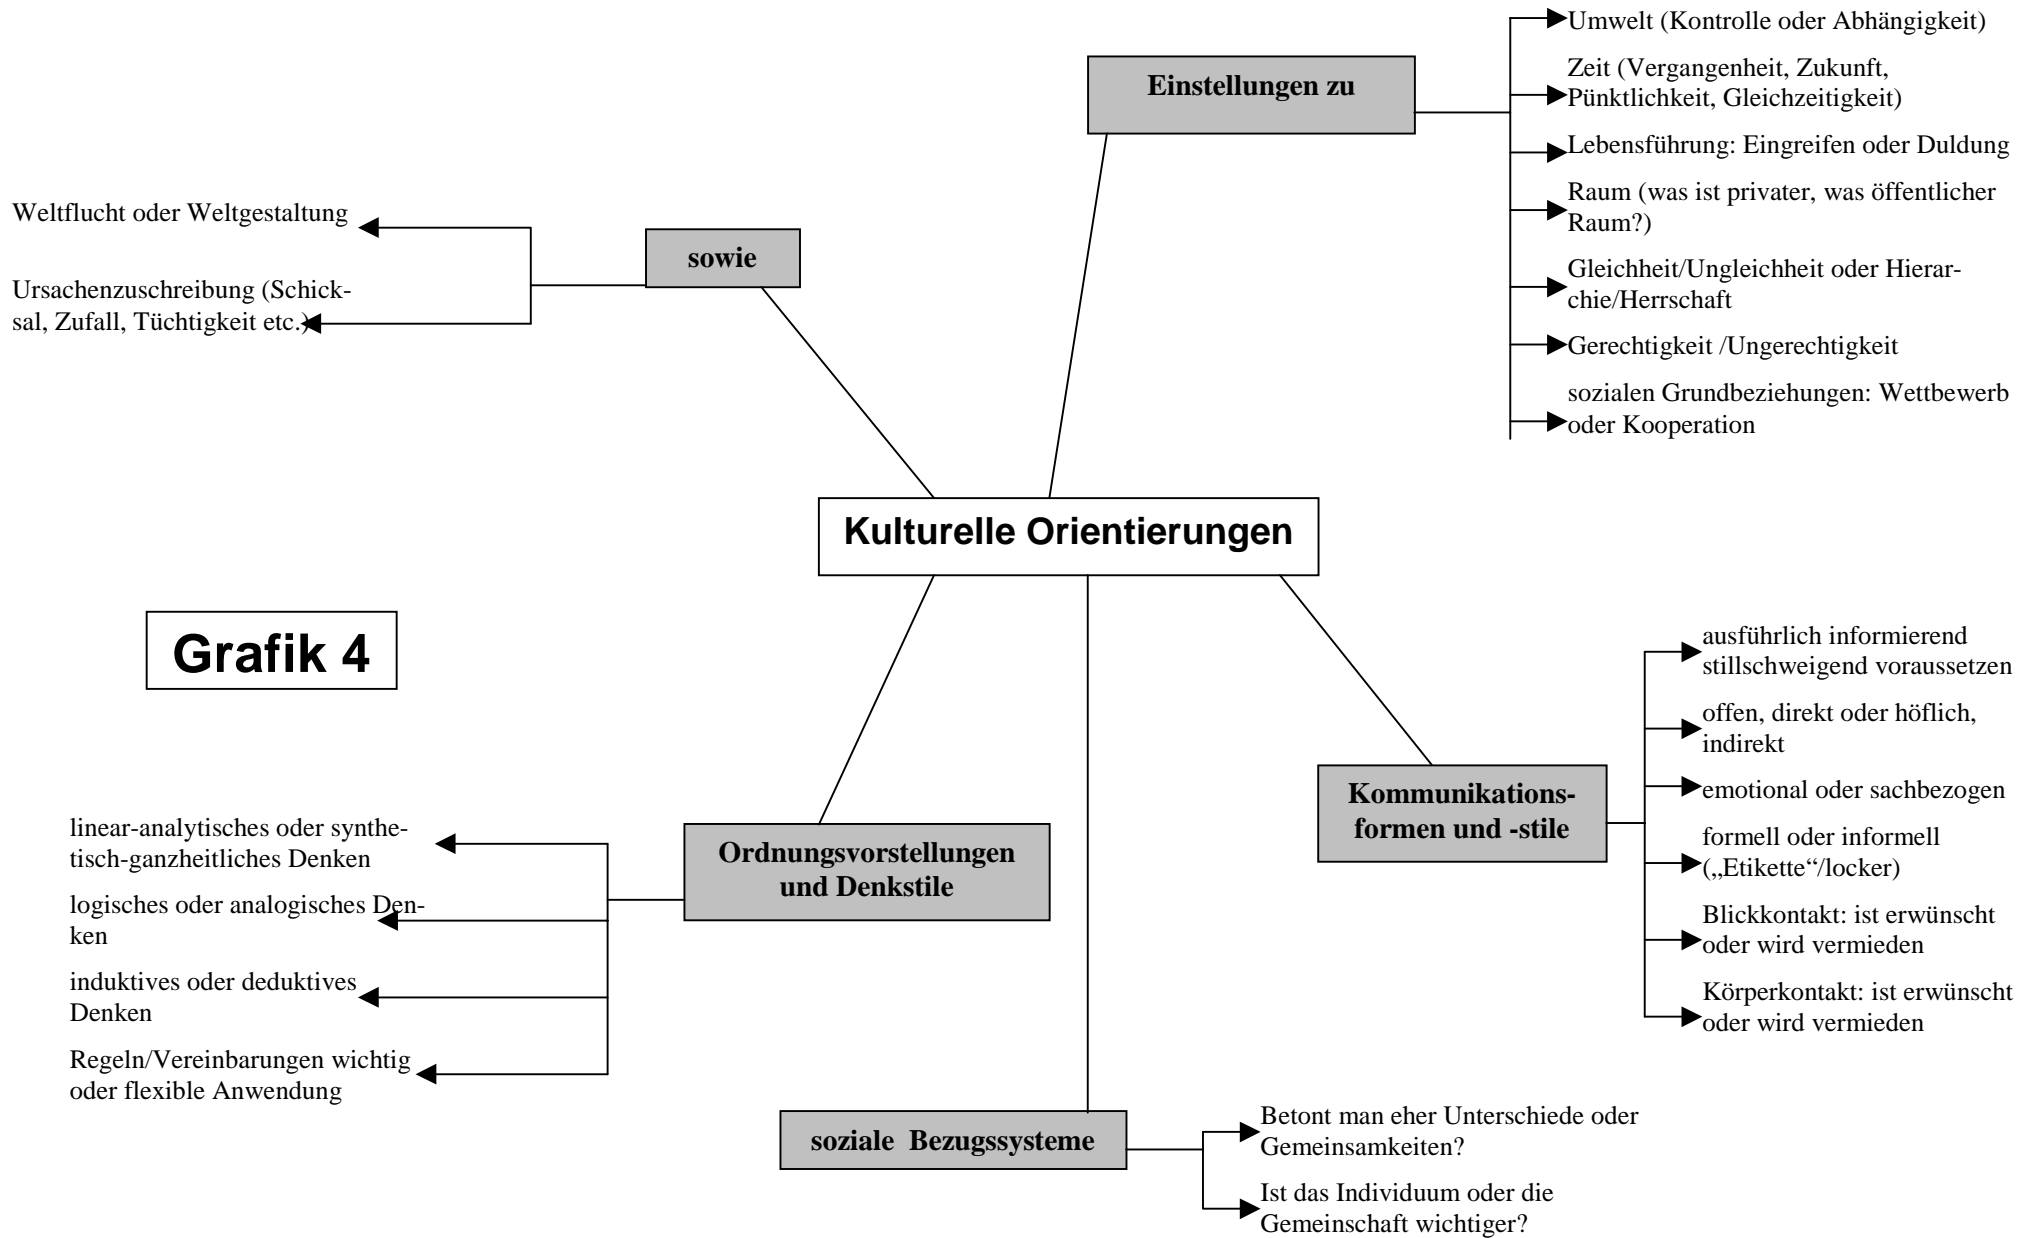 Umwelt (Kontrolle oder Abhängigkeit)
Einstellungen zu
Zeit (Vergangenheit, Zukunft,
Pünktlichkeit, Gleichzeitigkeit)
Lebensführung: Eingreifen oder Duldung
Raum (was ist privater, was öffentlicher
Raum?)
Gleichheit/Ungleichheit oder Hierar-
chie/Herrschaft
Gerechtigkeit /Ungerechtigkeit
sozialen Grundbeziehungen: Wettbewerb
oder Kooperation
sowie
Weltflucht oder Weltgestaltung
Ursachenzuschreibung (Schick-
sal, Zufall, Tüchtigkeit etc.)
Kulturelle Orientierungen
Grafik 4
Kommunikations-
formen und -stile
ausführlich informierend
stillschweigend voraussetzen
offen, direkt oder höflich,
indirekt
emotional oder sachbezogen
formell oder informell
(„Etikette“/locker)
Blickkontakt: ist erwünscht
oder wird vermieden
Körperkontakt: ist erwünscht
oder wird vermieden
Ordnungsvorstellungen
und Denkstile
linear-analytisches oder synthe-
tisch-ganzheitliches Denken
logisches oder analogisches Den-
ken
induktives oder deduktives
Denken
Regeln/Vereinbarungen wichtig
oder flexible Anwendung
soziale  Bezugssysteme
Betont man eher Unterschiede oder
Gemeinsamkeiten?
Ist das Individuum oder die
Gemeinschaft wichtiger?